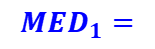 MED₁ =